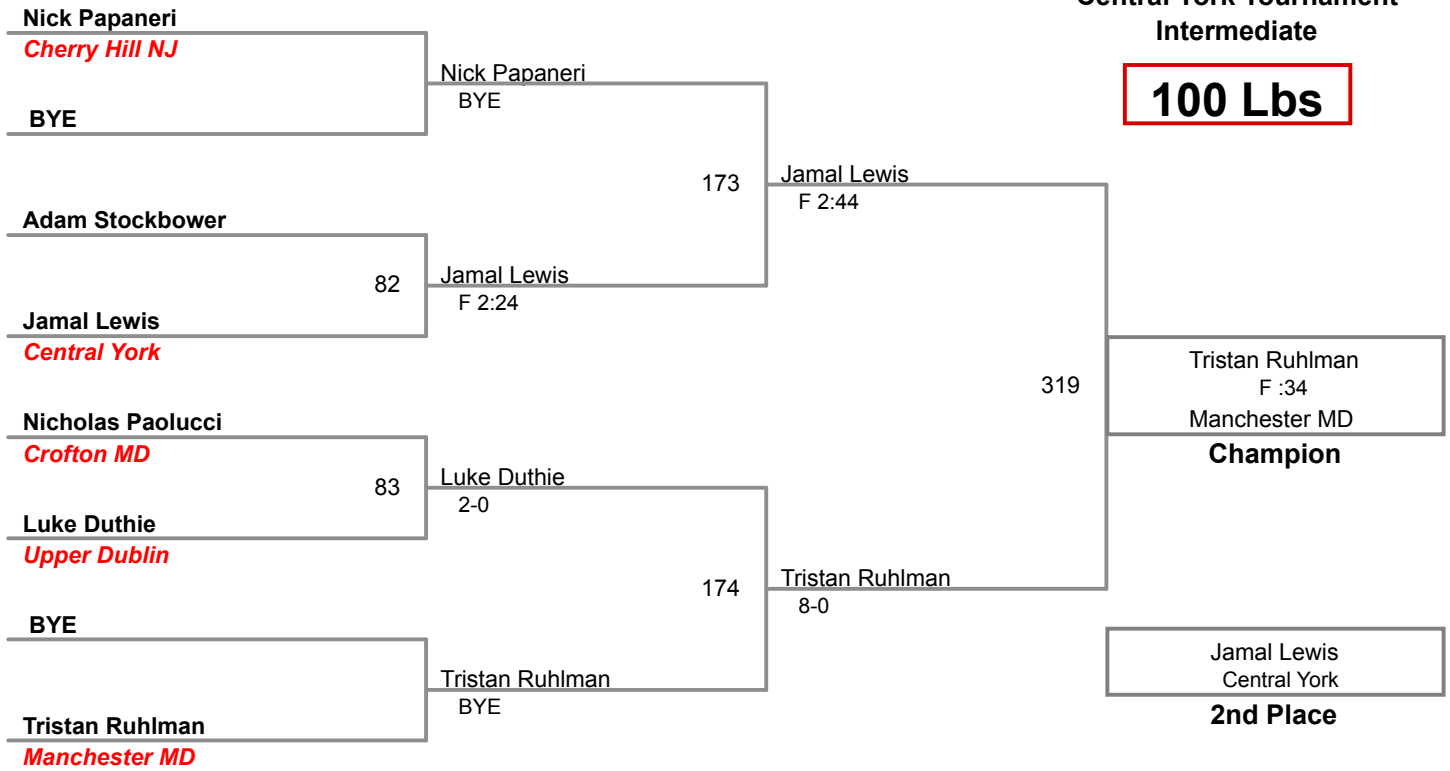 Central York Tournament
Intermediate
100 Lbs
Nick Papaneri
Cherry Hill NJ
BYE
Adam Stockbower
Jamal Lewis
Central York
Nicholas Paolucci
Crofton MD
Luke Duthie
Upper Dublin
BYE
Tristan Ruhlman
Manchester MD
82
83
Nick Papaneri
BYE
Jamal Lewis
F 2:24
Luke Duthie
2-0
Tristan Ruhlman
BYE
173
174
Jamal Lewis
F 2:44
Tristan Ruhlman
8-0
319
Tristan Ruhlman
F :34
Manchester MD
Champion
Jamal Lewis
Central York
2nd Place